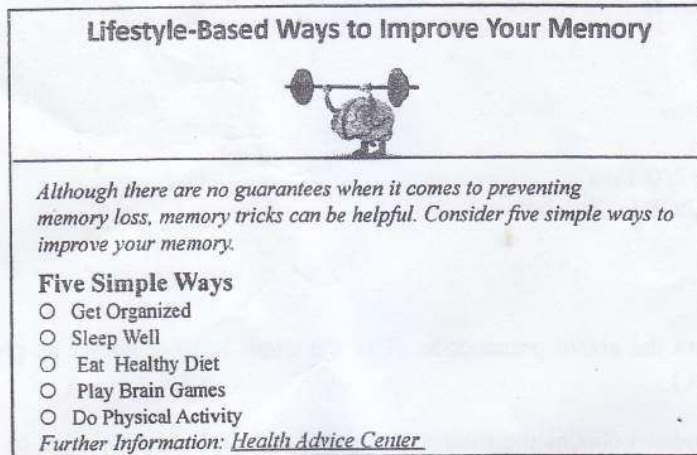 Lifestyle-Based Ways to Improve Your Memory
Although there are no guarantees when it comes to preventing
memory loss, memory tricks can be helpful. Consider five simple ways to
improve your memory.
Five Simple Ways
O Get Organized
O Sleep Well
O Eat Healthy Diet
O Play Brain Games
O Do Physical Activity
Further Information: Health Advice Center